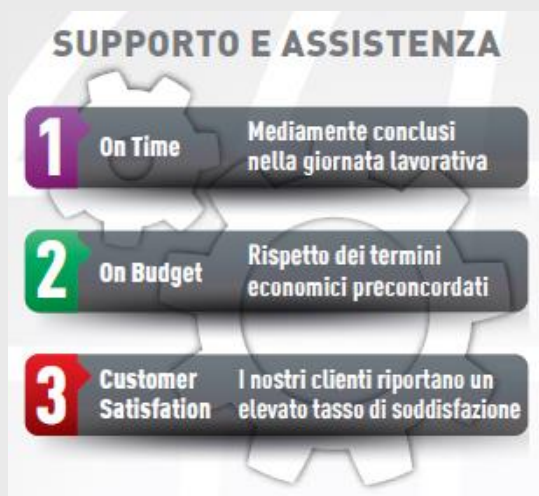 SUPPORTO E ASSISTENZA
1
On Time
Mediamente conclusi
nella giornata lavorativa
2
On Budget
Rispetto dei termini
economici preconcordati
3
Customer
Satisfation
I nostri clienti riportano un
elevato tasso di soddisfazione